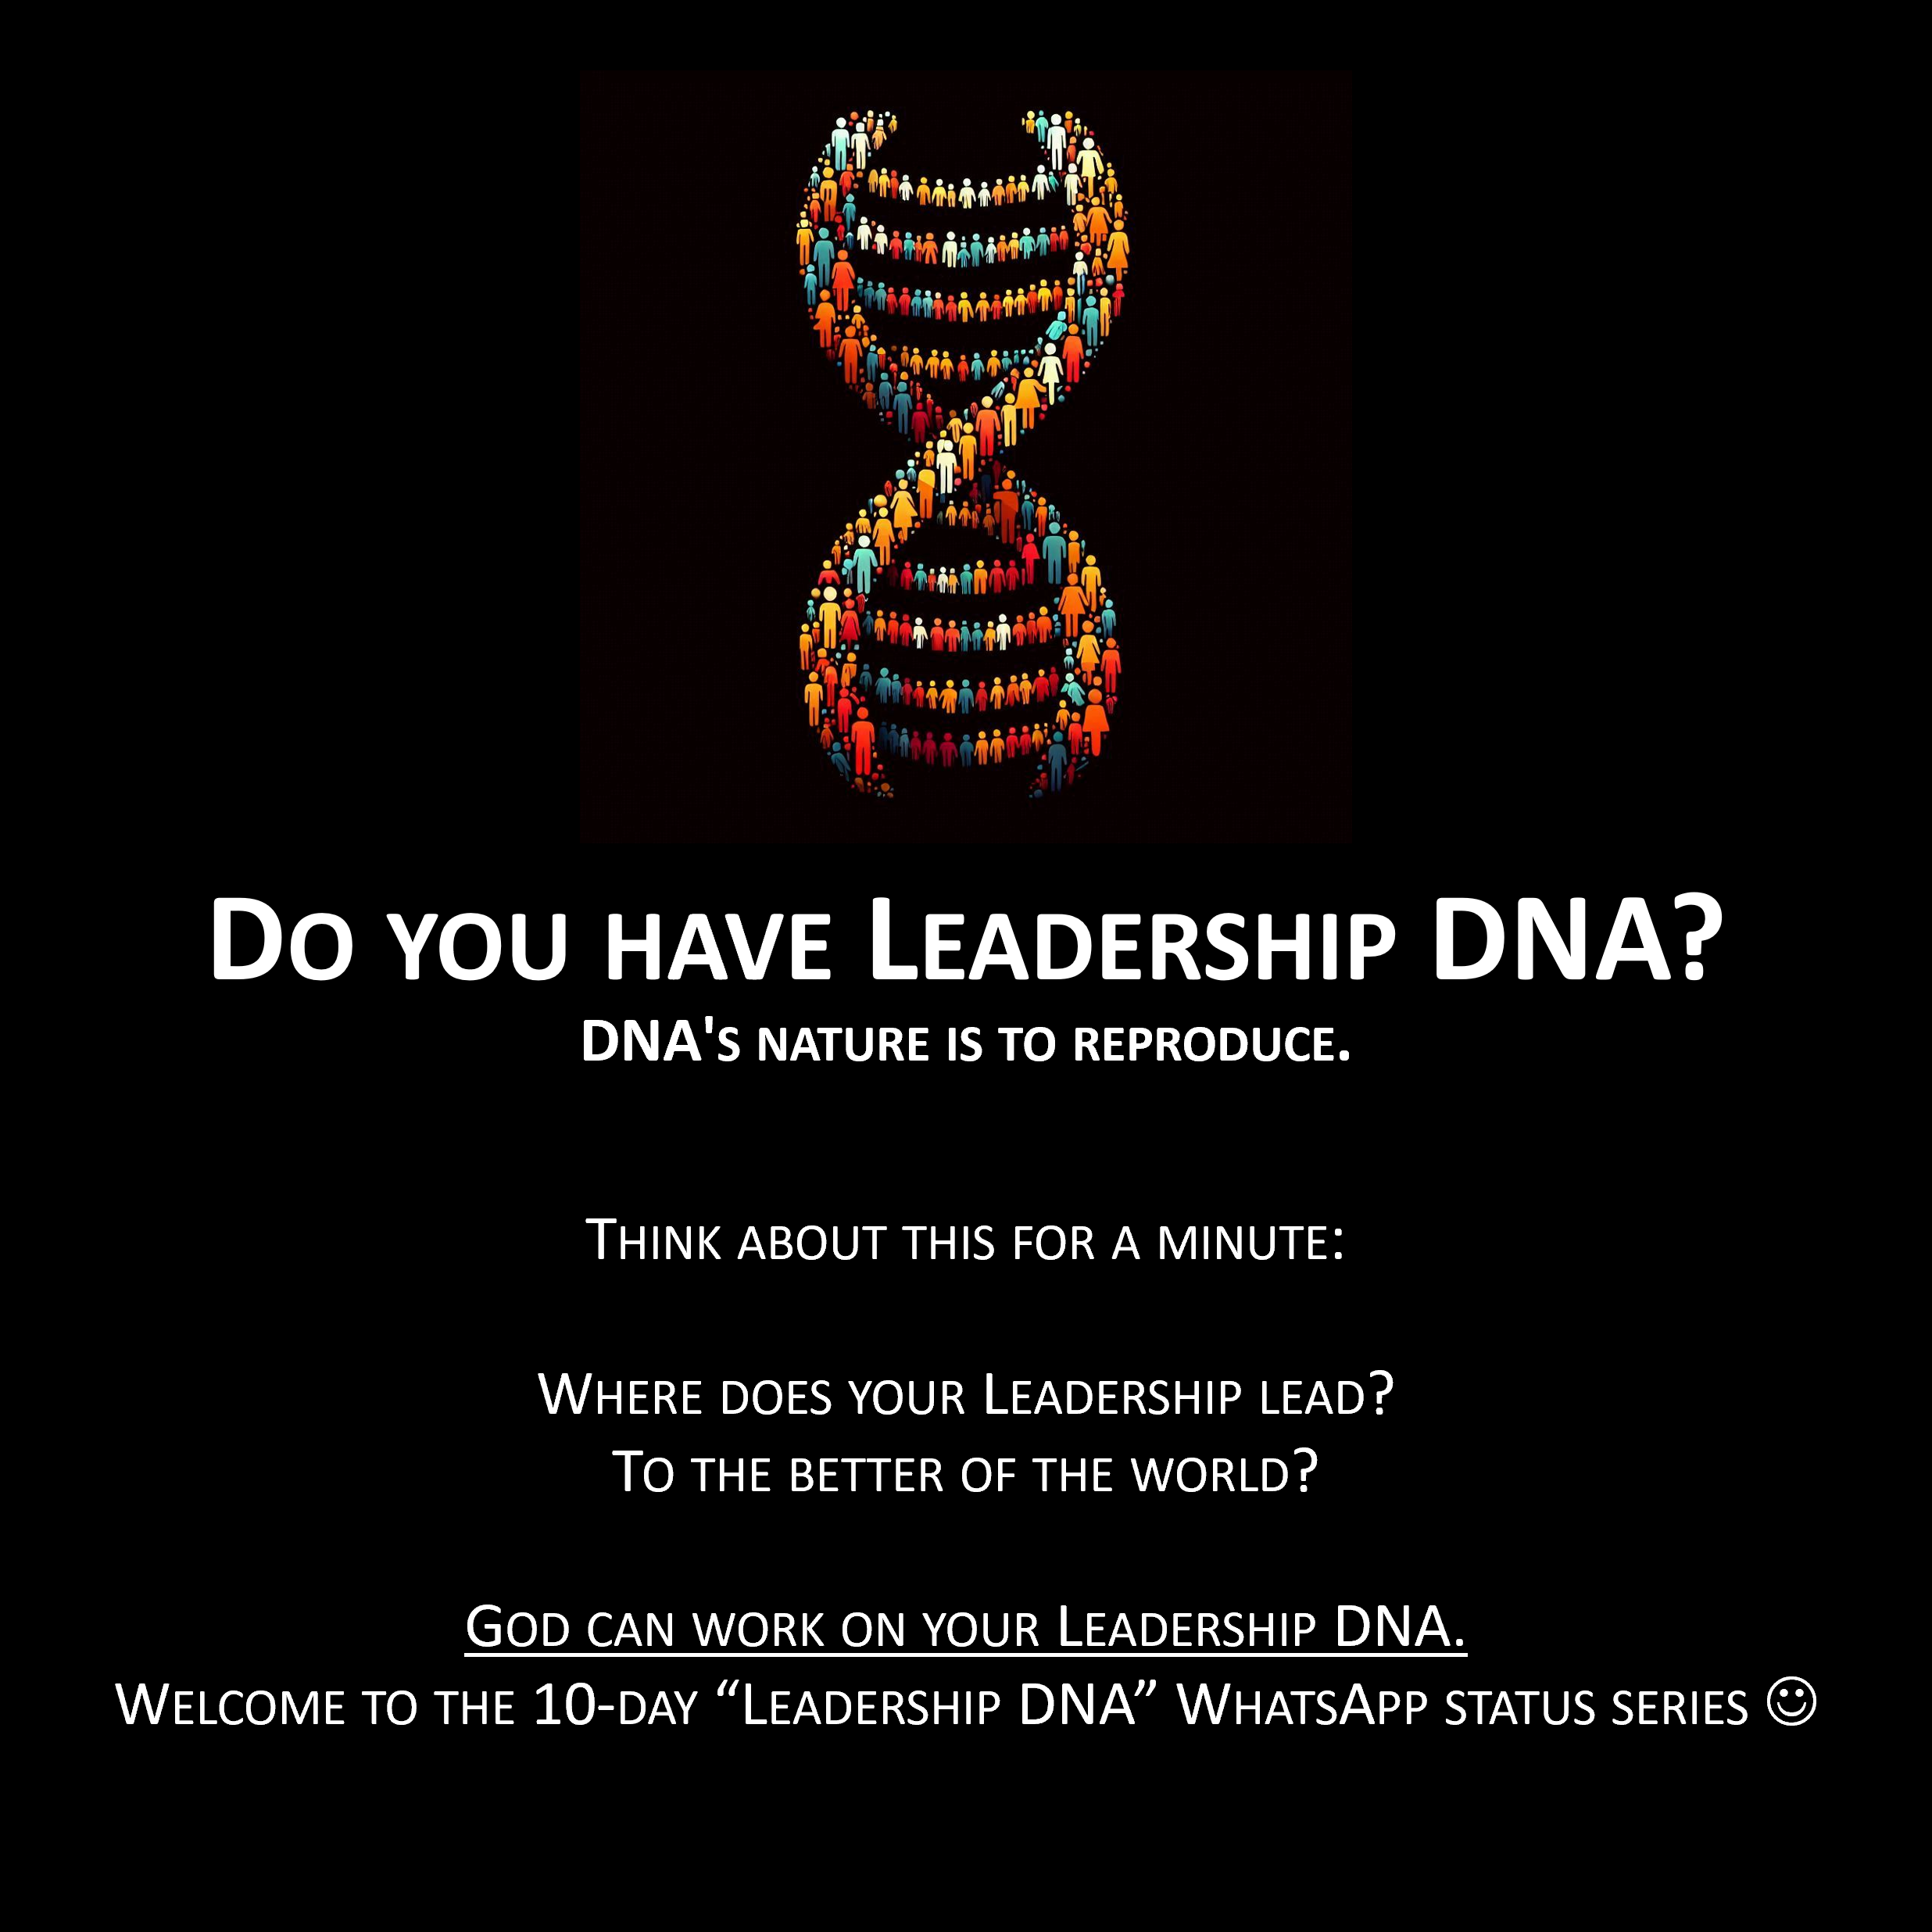 Do you have Leadership DNA?
DNA's nature is to reproduce.
Think about this for a minute:
Where does your Leadership lead?
To the better of the world?
God can work on your Leadership DNA.
Welcome to the 10-day “Leadership DNA” WhatsApp status series ☺